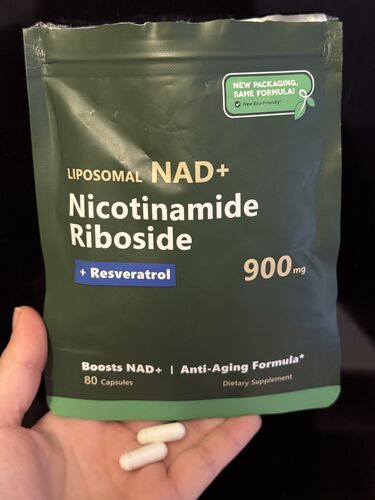 NEW PACKAGING,
SAME FORMULA!
New Eco-Friendly*
LIPOSOMAL NAD+
Nicotinamide
Riboside
+ Resveratrol
900mg
Boosts NAD+ | Anti-Aging Formula*
80 Capsules
Dietary Supplement